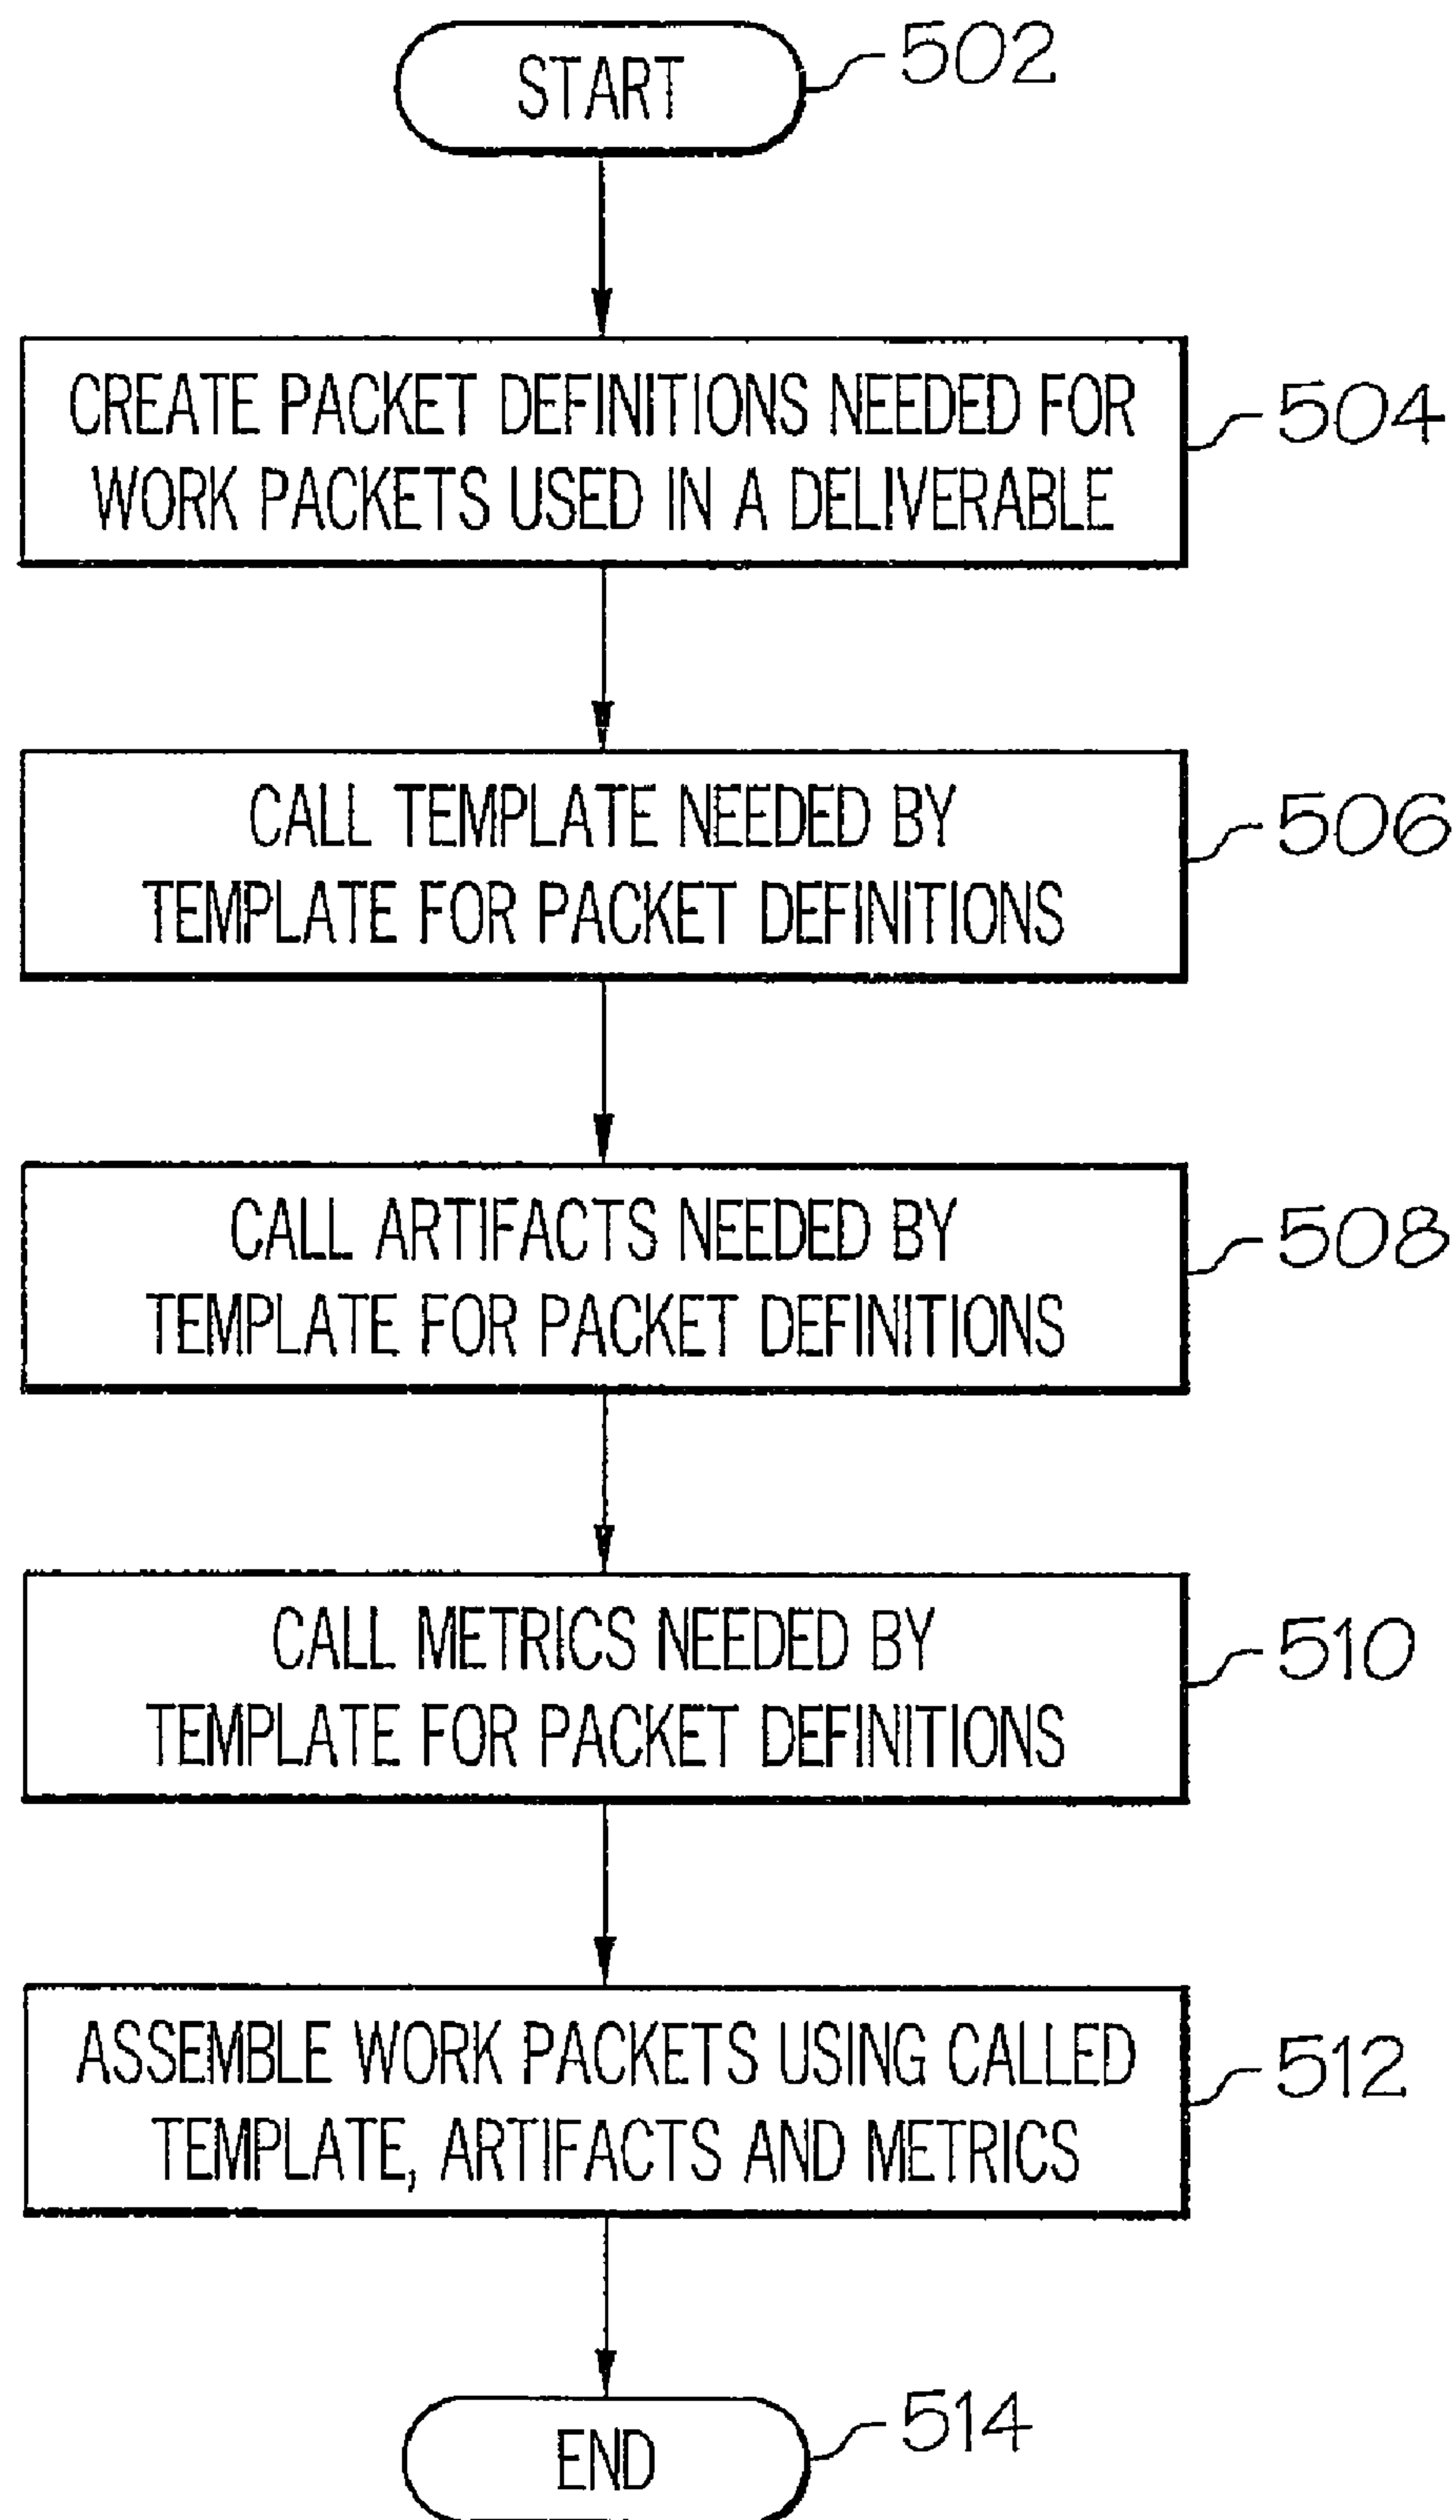 START
502
CREATE PACKET DEFINITIONS NEEDED FOR
WORK PACKETS USED IN A DELIVERABLE
504
CALL TEMPLATE NEEDED BY
TEMPLATE FOR PACKET DEFINITIONS
506
CALL ARTIFACTS NEEDED BY
TEMPLATE FOR PACKET DEFINITIONS
508
CALL METRICS NEEDED BY
TEMPLATE FOR PACKET DEFINITIONS
510
ASSEMBLE WORK PACKETS USING CALLED
TEMPLATE, ARTIFACTS AND METRICS
512
END
514